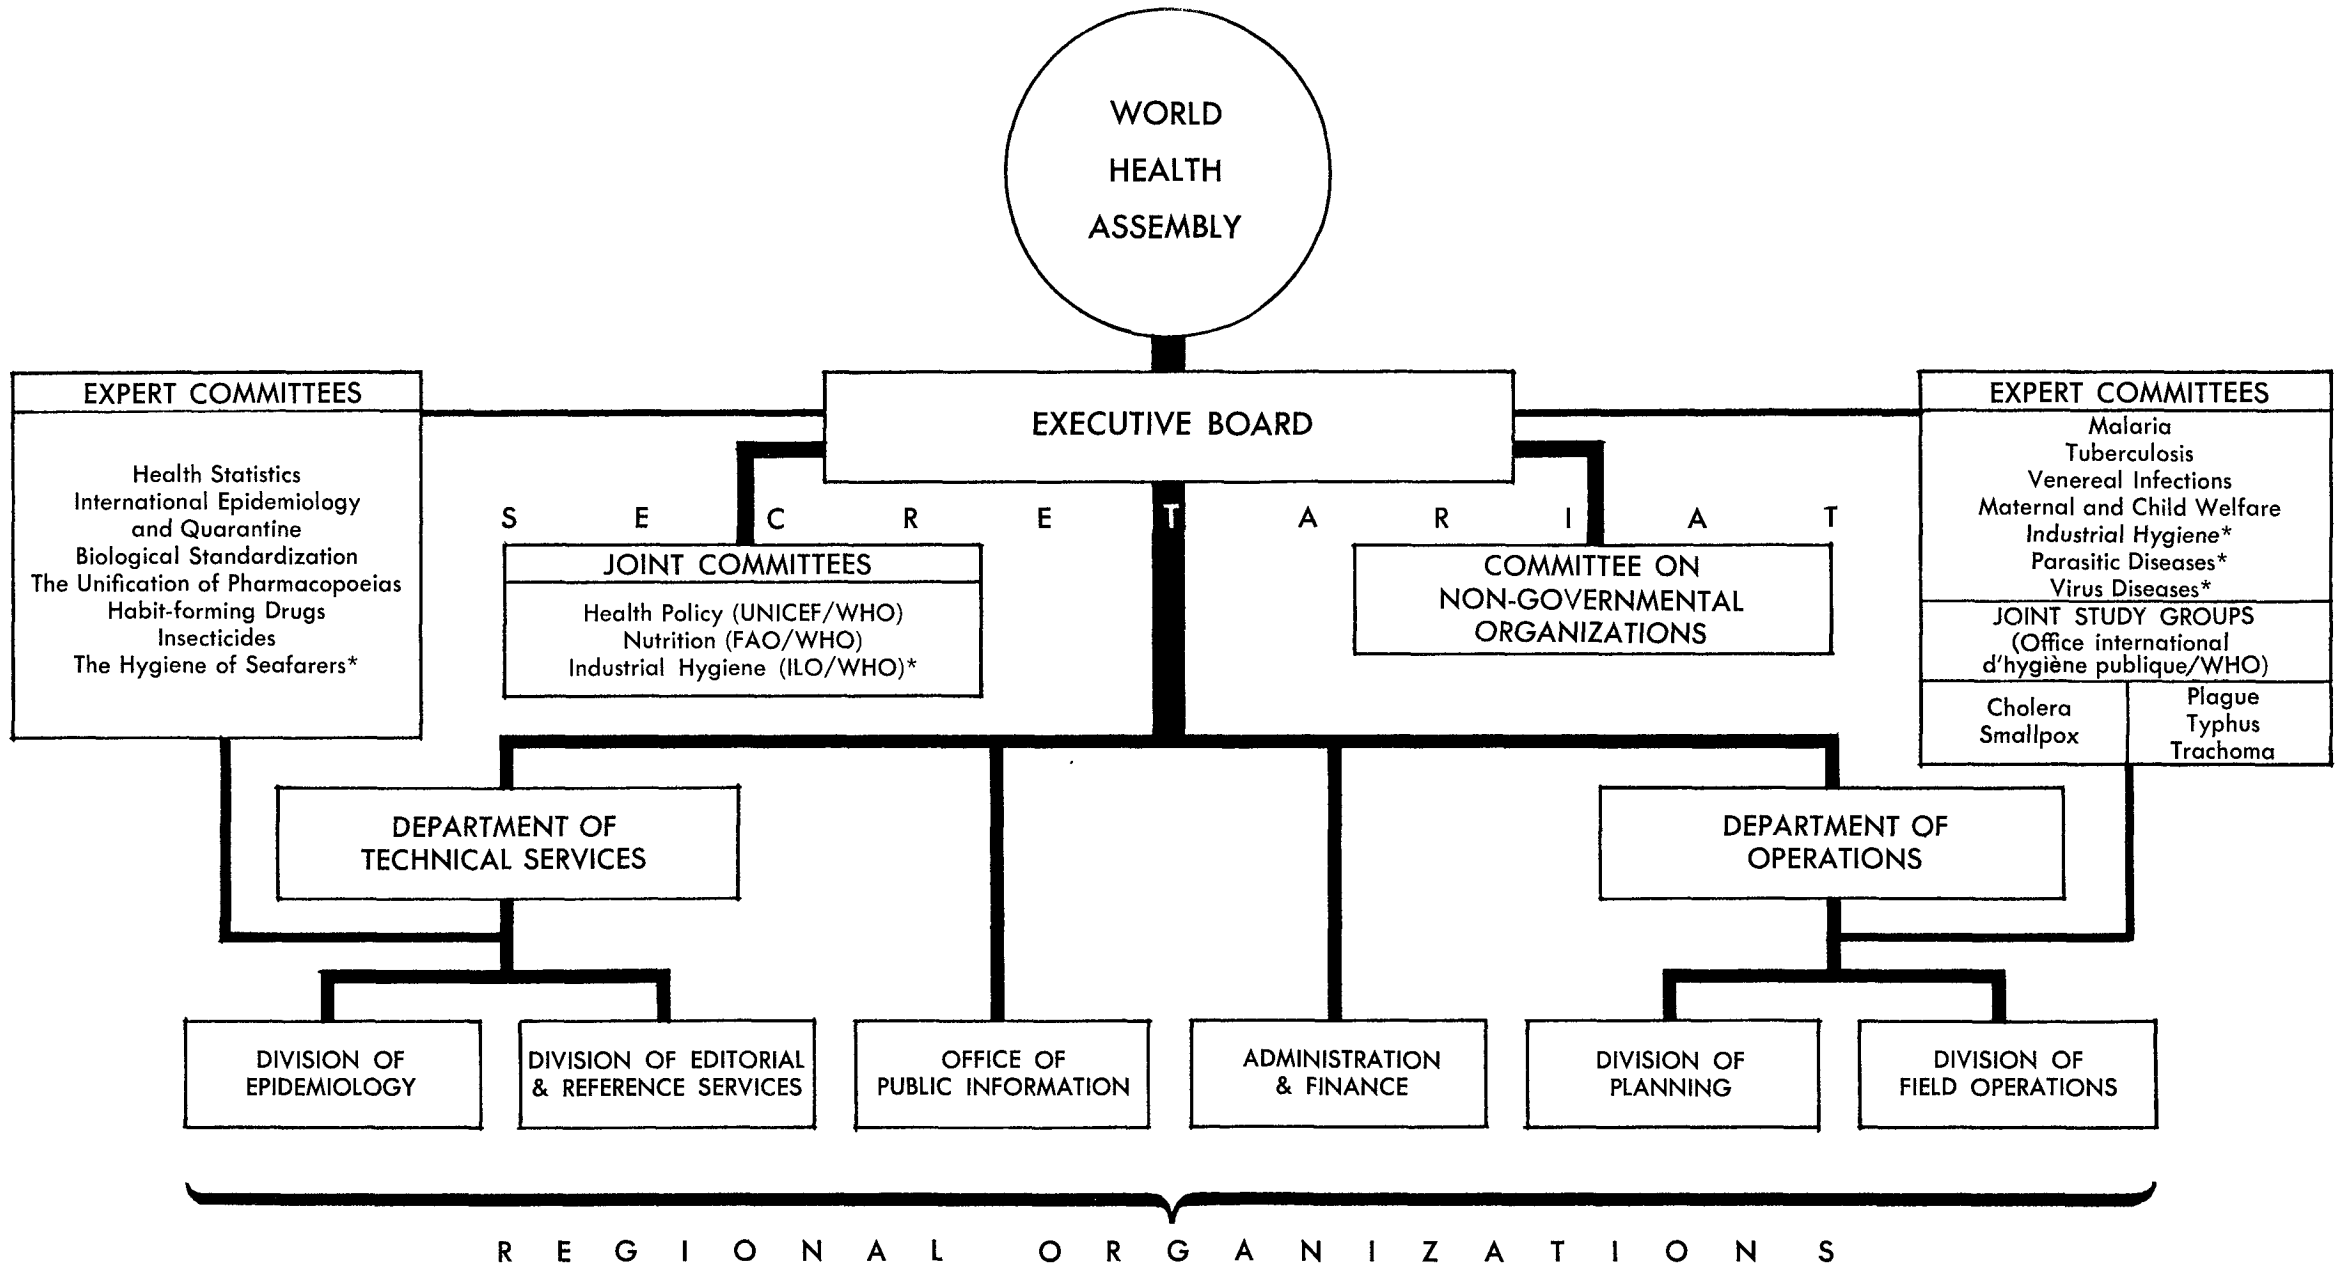 WORLD
HEALTH
ASSEMBLY
EXPERT COMMITTEES
Health Statistics
International Epidemiology
and Quarantine
Biological Standardization
The Unification of Pharmacopoeias
Habit-forming Drugs
Insecticides
The Hygiene of Seafarers*
EXECUTIVE BOARD
EXPERT COMMITTEES
Malaria
Tuberculosis
Venereal Infections
Maternal and Child Welfare
Industrial Hygiene*
Parasitic Diseases*
Virus Diseases*
JOINT STUDY GROUPS
(Office international
d'hygiène publique/WHO)
Cholera
Smallpox
Plague
Typhus
Trachoma
SECRETARIAT
JOINT COMMITTEES
Health Policy (UNICEF/WHO)
Nutrition (FAO/WHO)
Industrial Hygiene (ILO/WHO)*
COMMITTEE ON
NON-GOVERNMENTAL
ORGANIZATIONS
DEPARTMENT OF
TECHNICAL SERVICES
DEPARTMENT OF
OPERATIONS
DIVISION OF
EPIDEMIOLOGY
DIVISION OF EDITORIAL
& REFERENCE SERVICES
OFFICE OF
PUBLIC INFORMATION
ADMINISTRATION
& FINANCE
DIVISION OF
PLANNING
DIVISION OF
FIELD OPERATIONS
REGIONAL ORGANIZATIONS